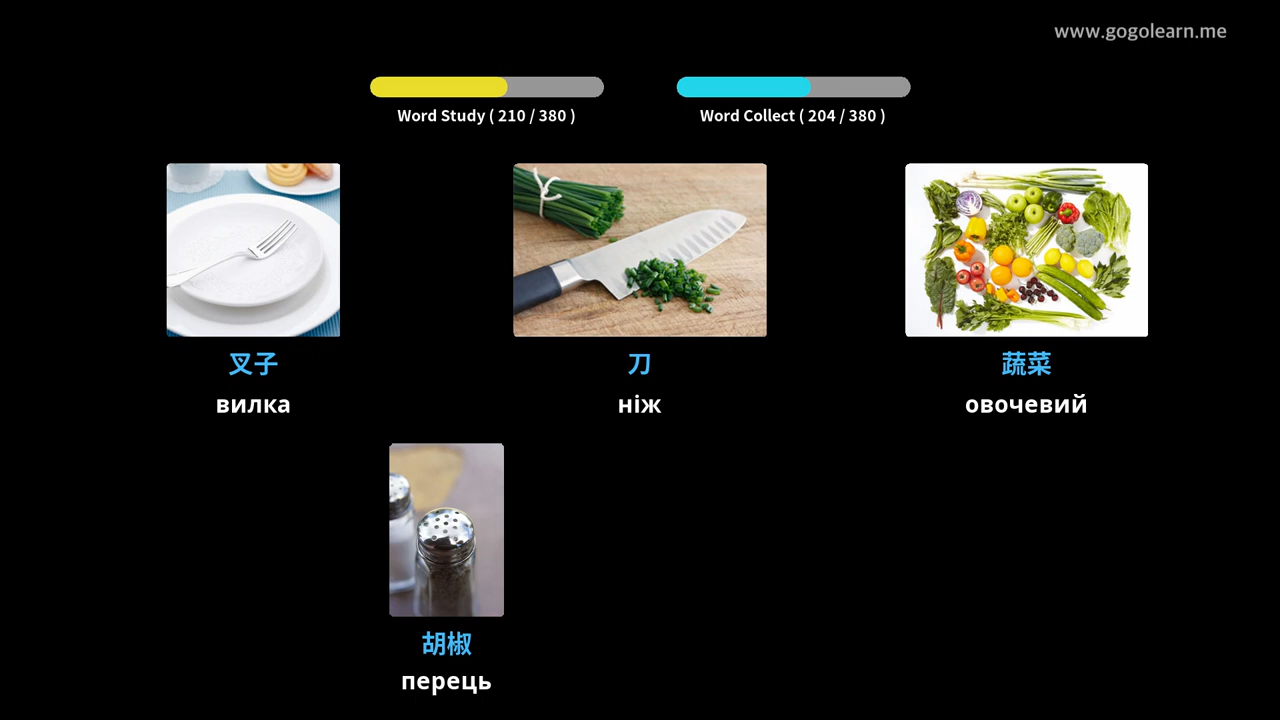 www.gogolearn.me
Word Study ( 210 / 380 )
Word Collect ( 204 / 380 )
叉子
刀
蔬菜
вилка
ніж
овочевий
胡椒
перець